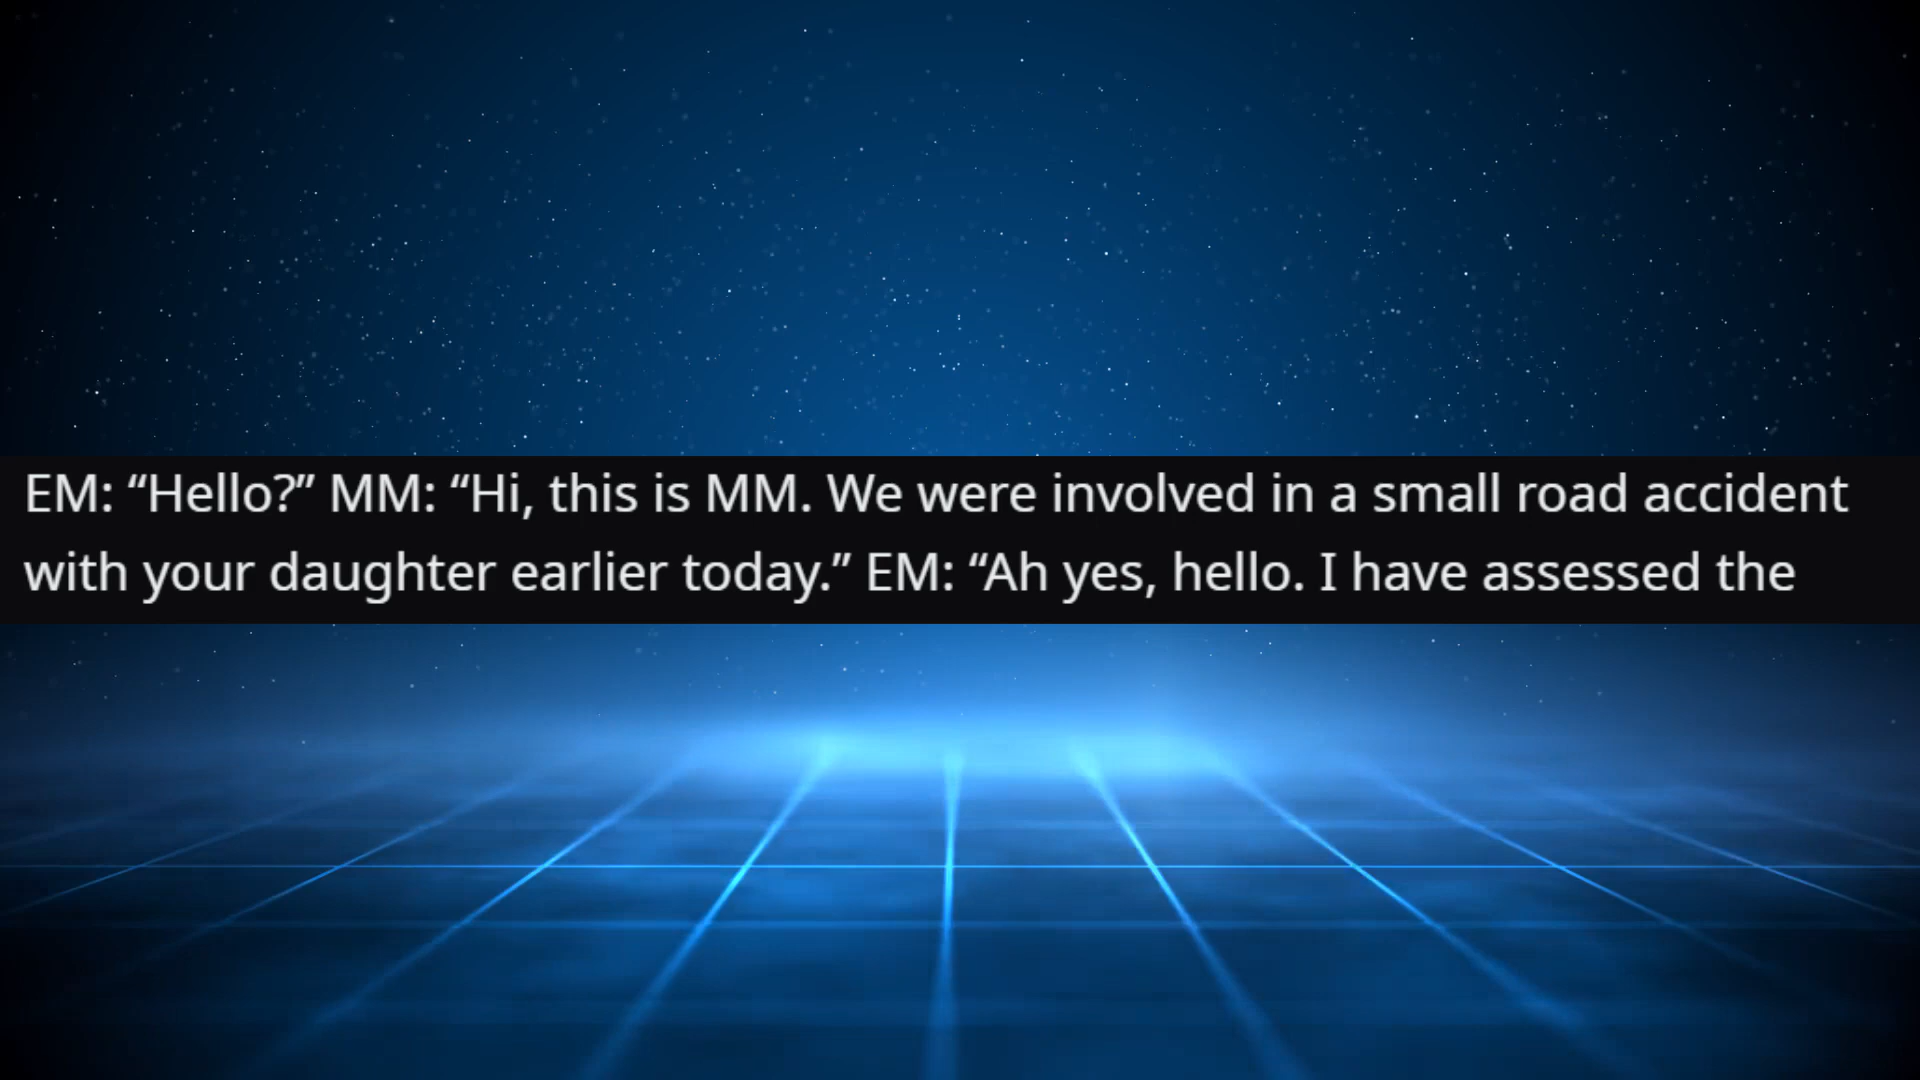 EM: “Hello?” MM: “Hi, this is MM. We were involved in a small road accident
with your daughter earlier today.” EM: “Ah yes, hello. I have assessed the